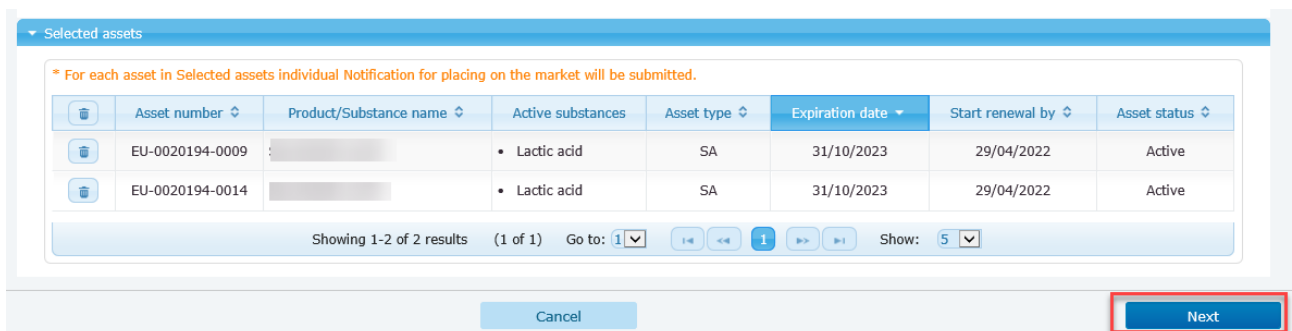 Selected assets
* For each asset in Selected assets individual Notification for placing on the market will be submitted.
Asset number Product/Substance name Active substances Asset type Expiration date Start renewal by Asset status
EU-0020194-0009 • Lactic acid SA 31/10/2023 29/04/2022 Active
EU-0020194-0014 • Lactic acid SA 31/10/2023 29/04/2022 Active
Showing 1-2 of 2 results (1 of 1) Go to: 1 1 Show: 5
Cancel Next